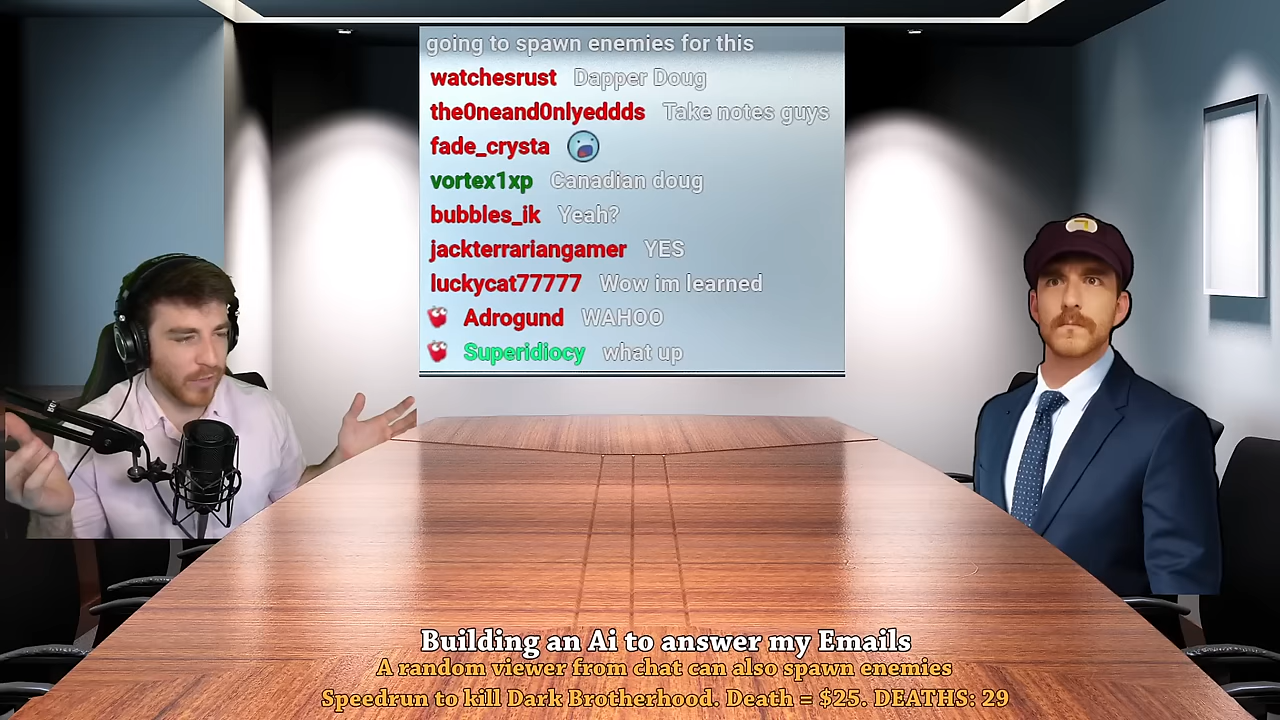 going to spawn enemies for this
watchesrust Dapper Doug
the0neand0nlyeddds Take notes guys
fade_crysta
vortex1xp Canadian doug
bubbles_ik Yeah?
jackterrariangamer YES
luckycat77777 Wow im learned
Adrogund WAHOO
Superidiocy what up
Building an Ai to answer my Emails
A random viewer from chat can also spawn enemies
Speedrun to kill Dark Brotherhood. Death = $25. DEATHS: 29